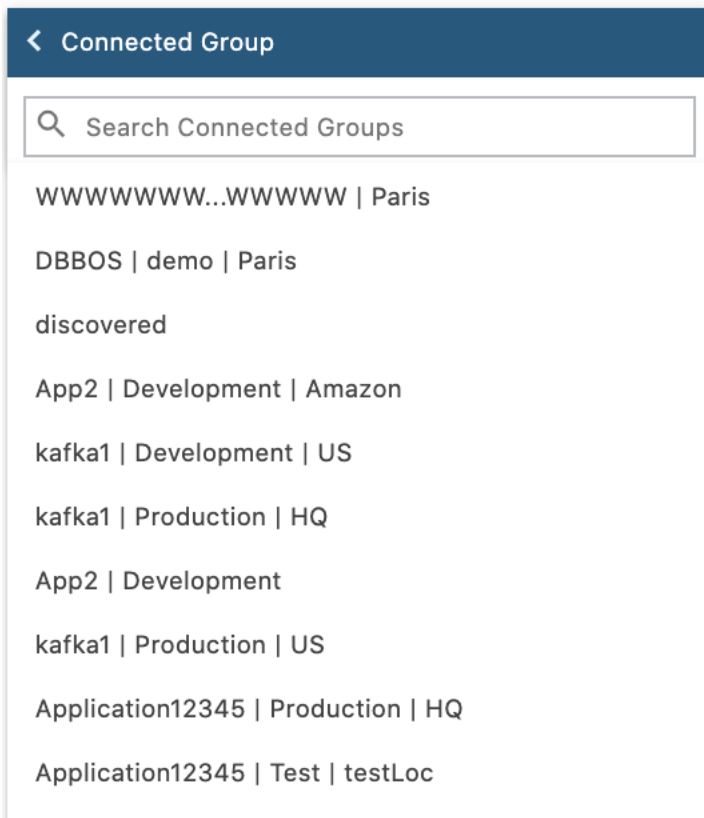 Connected Group
Search Connected Groups
WWWWWWW...WWWWW | Paris
DBBOS | demo | Paris
discovered
App2 | Development | Amazon
kafka1 | Development | US
kafka1 | Production | HQ
App2 | Development
kafka1 | Production | US
Application12345 | Production | HQ
Application12345 | Test | testLoc